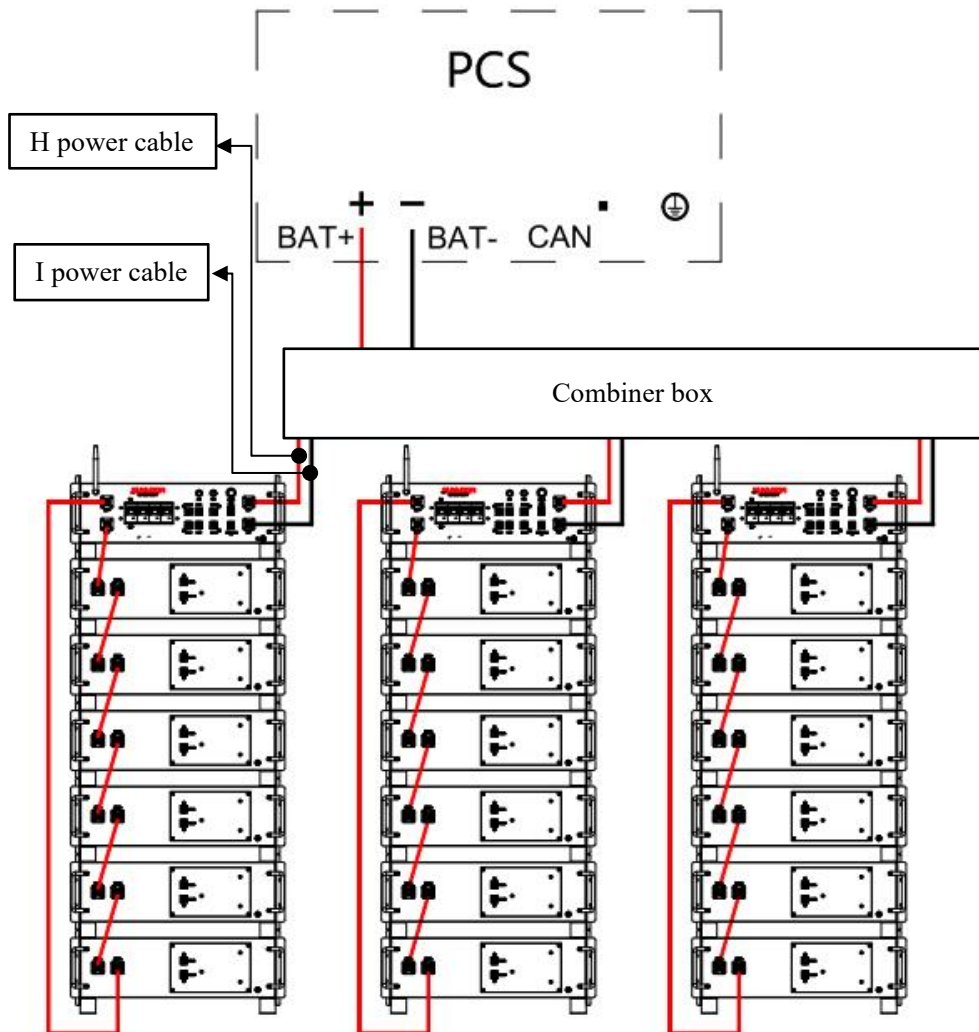 PCS
H power cable
+ −
BAT+ BAT- CAN
I power cable
Combiner box